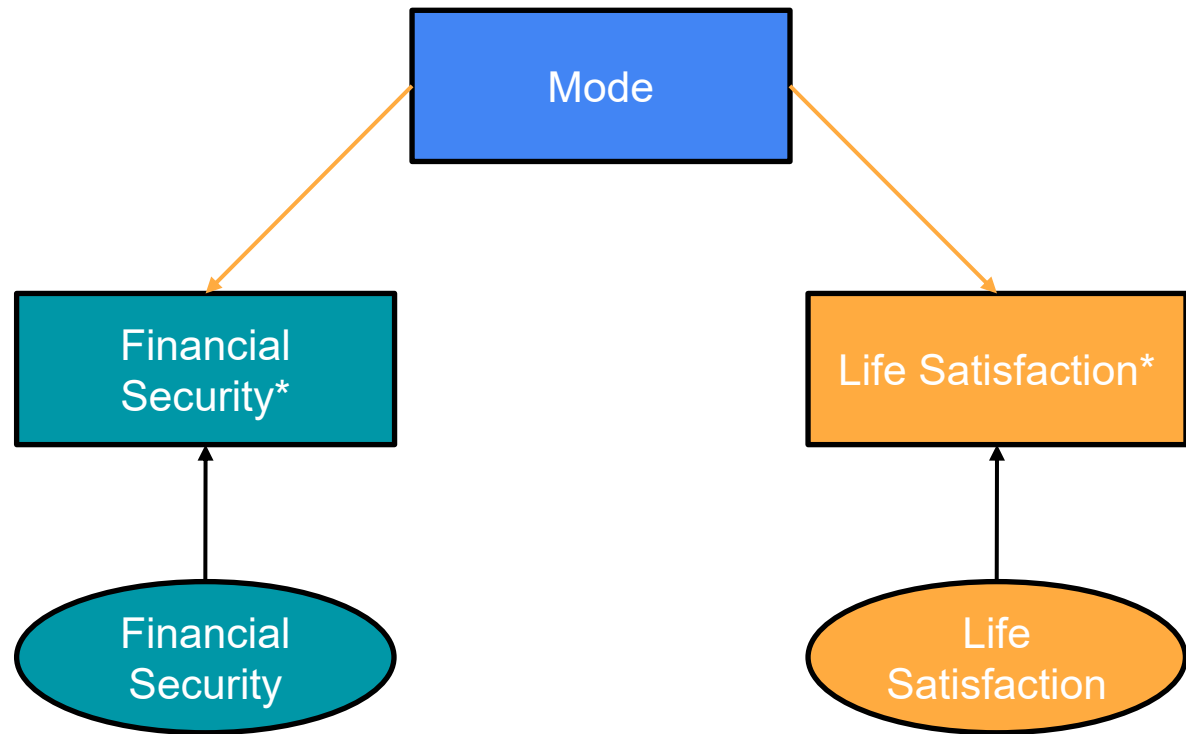 Mode
Financial
Security*
Life Satisfaction*
Financial
Security
Life
Satisfaction